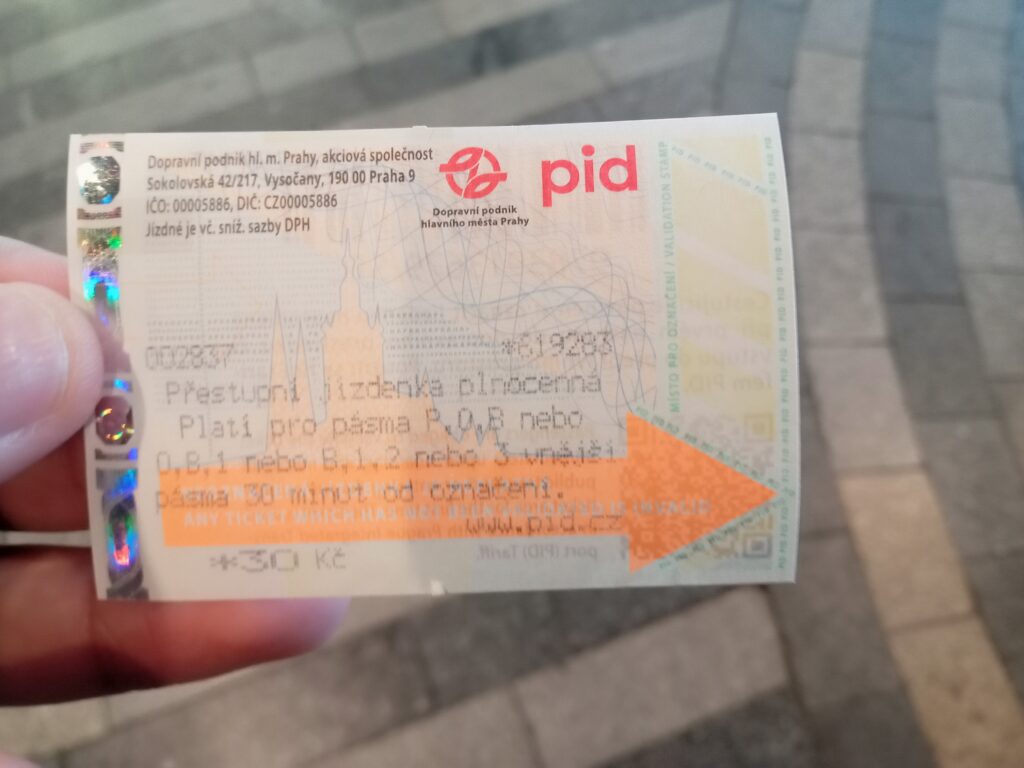 Dopravní podnik hl. m. Prahy, akciová společnost
Sokolovská 42/217, Vysočany, 190 00 Praha 9
IČO: 00005886, DIČ: CZ00005886
Jízdné je vč. sníž. sazby DPH
Dopravní podnik
hlavního města Prahy
pid
MÍSTO PRO OZNAČENÍ / VALIDATION STAMP
002837 *619283
Přestupní jízdenka plnocenná
Platí pro pásma P,0,B nebo
0,B,1 nebo B,1,2 nebo 3 vnější
pásma 30 minut od označení.
ANY TICKET WHICH HAS NOT BEEN VALIDATED IS INVALID
www.pid.cz
*30 Kč